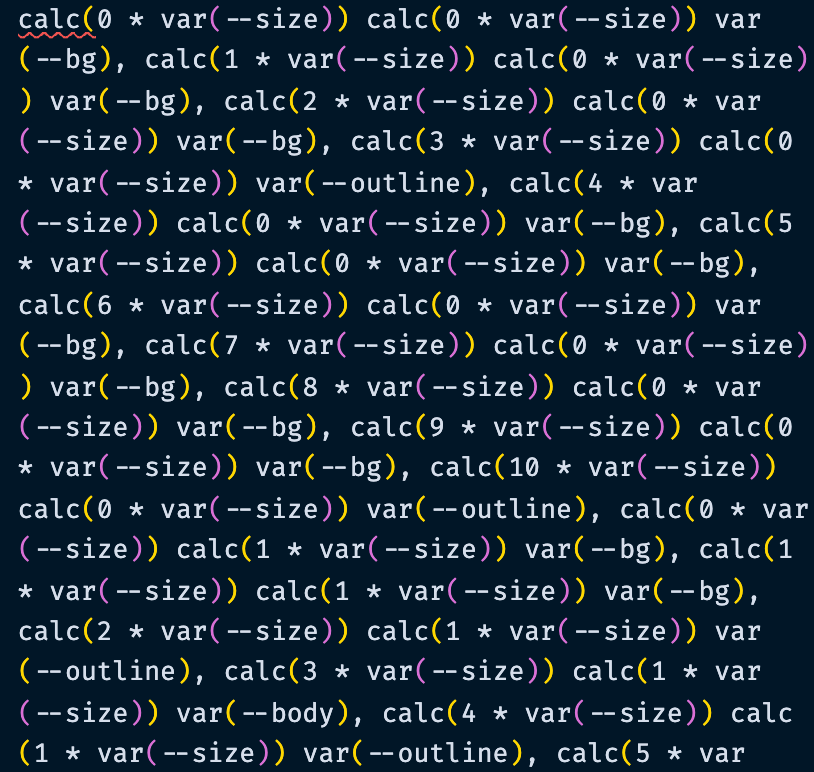 calc(0 * var(--size)) calc(0 * var(--size)) var
(--bg), calc(1 * var(--size)) calc(0 * var(--size)
) var(--bg), calc(2 * var(--size)) calc(0 * var
(--size)) var(--bg), calc(3 * var(--size)) calc(0
* var(--size)) var(--outline), calc(4 * var
(--size)) calc(0 * var(--size)) var(--bg), calc(5
* var(--size)) calc(0 * var(--size)) var(--bg),
calc(6 * var(--size)) calc(0 * var(--size)) var
(--bg), calc(7 * var(--size)) calc(0 * var(--size)
) var(--bg), calc(8 * var(--size)) calc(0 * var
(--size)) var(--bg), calc(9 * var(--size)) calc(0
* var(--size)) var(--bg), calc(10 * var(--size))
calc(0 * var(--size)) var(--outline), calc(0 * var
(--size)) calc(1 * var(--size)) var(--bg), calc(1
* var(--size)) calc(1 * var(--size)) var(--bg),
calc(2 * var(--size)) calc(1 * var(--size)) var
(--outline), calc(3 * var(--size)) calc(1 * var
(--size)) var(--body), calc(4 * var(--size)) calc
(1 * var(--size)) var(--outline), calc(5 * var